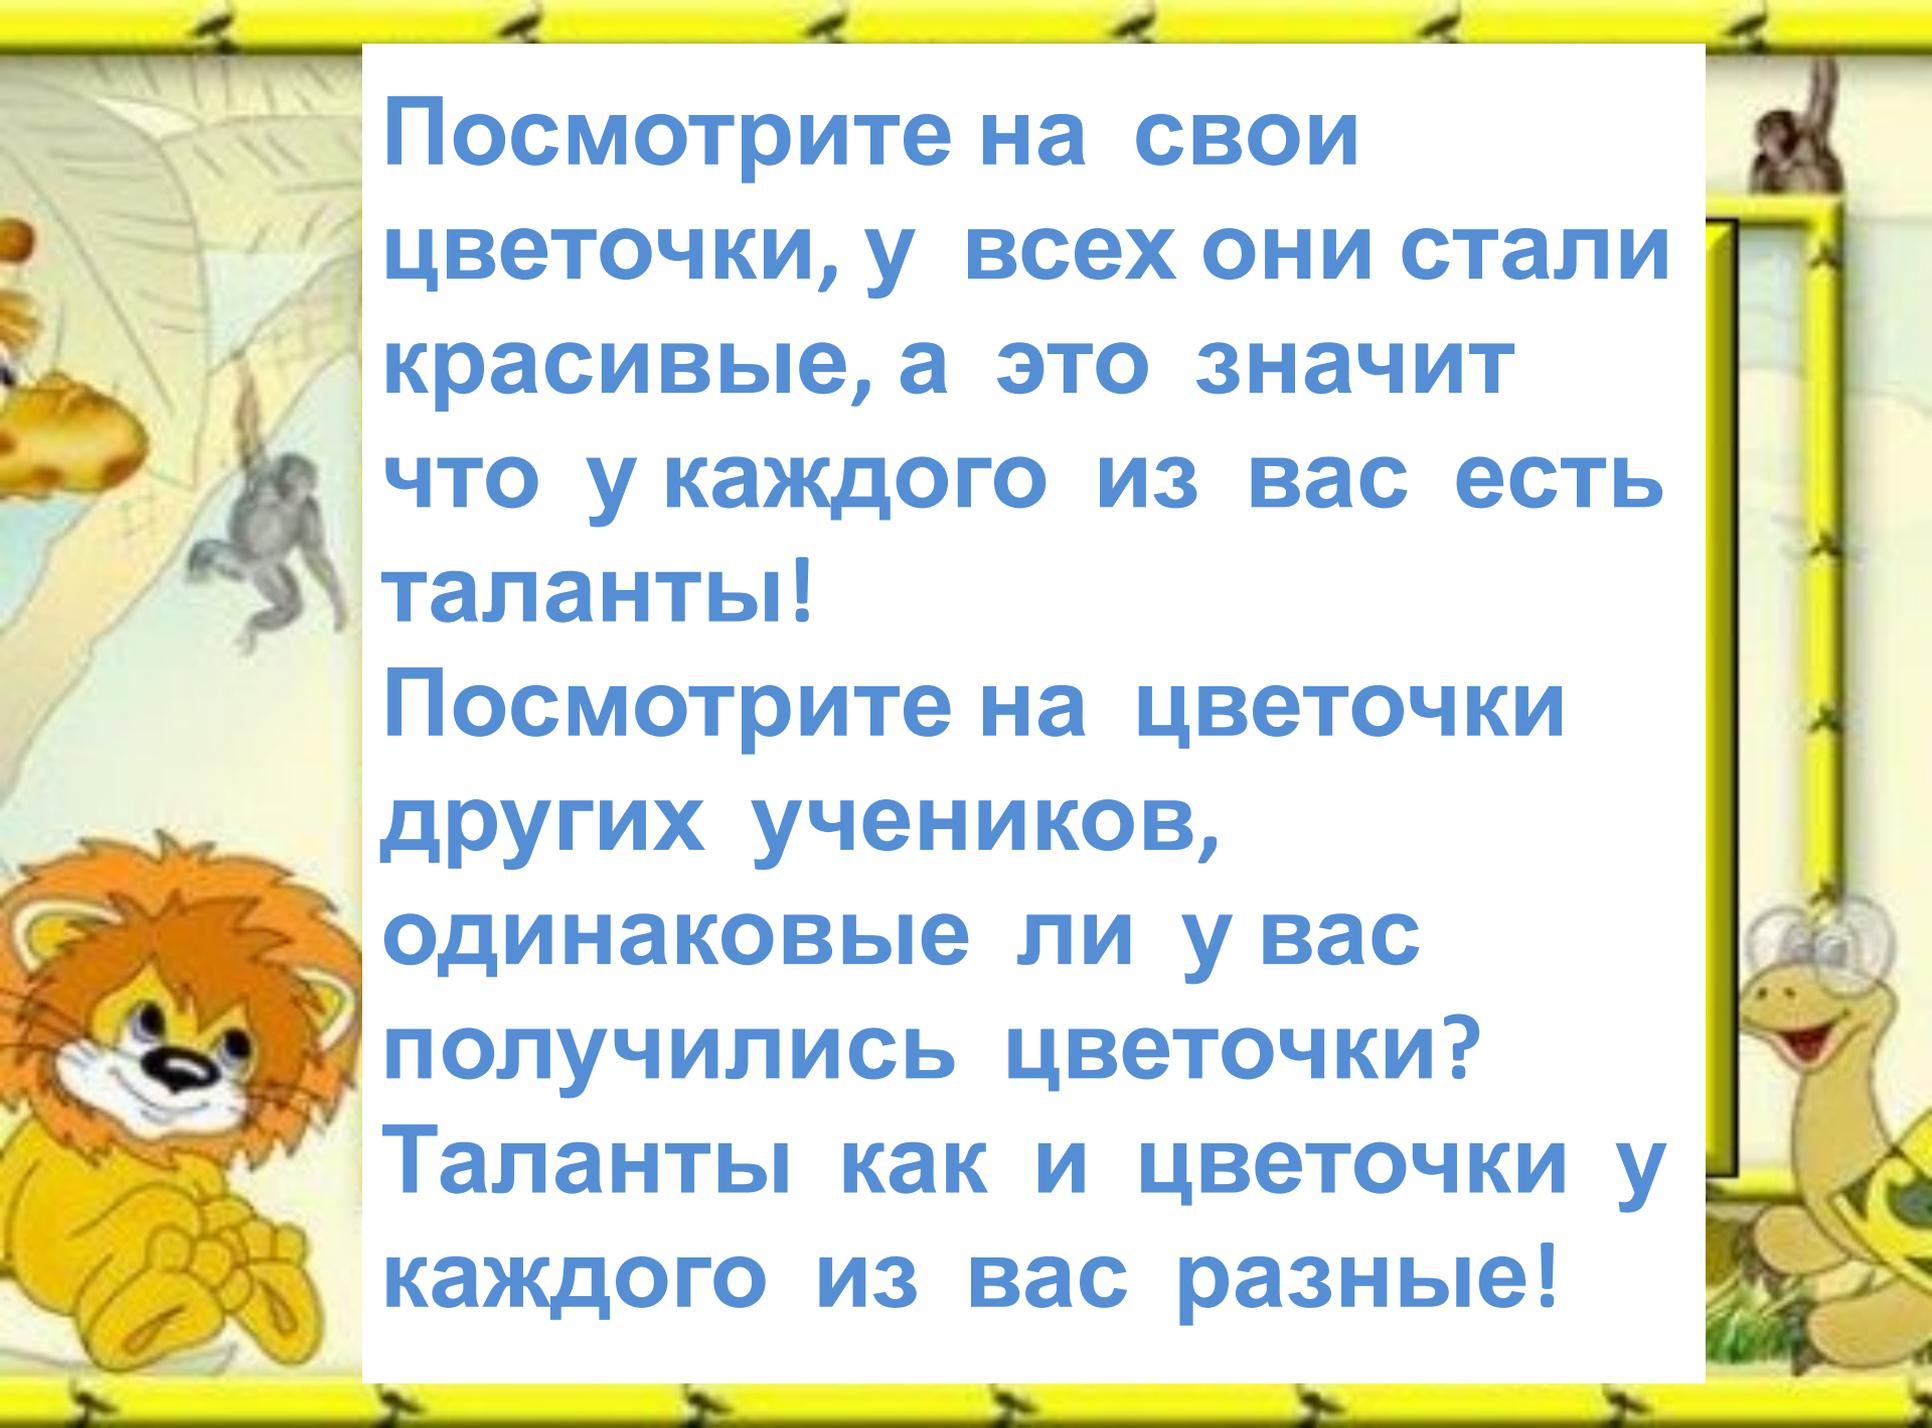 Посмотрите на свои
цветочки, у всех они стали
красивые, а это значит
что у каждого из вас есть
таланты!
Посмотрите на цветочки
других учеников,
одинаковые ли у вас
получились цветочки?
Таланты как и цветочки у
каждого из вас разные!